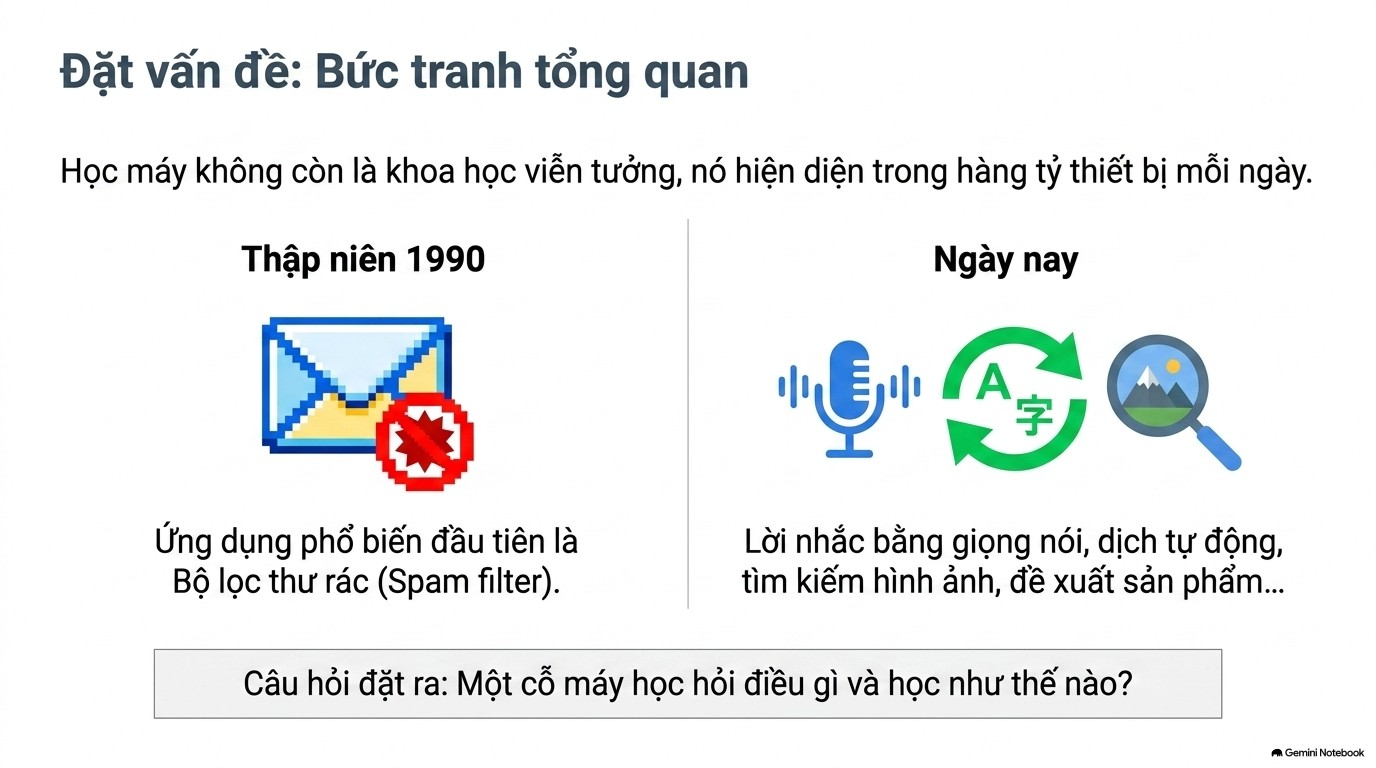 Đặt vấn đề: Bức tranh tổng quan
Học máy không còn là khoa học viễn tưởng, nó hiện diện trong hàng tỷ thiết bị mỗi ngày.
Thập niên 1990
Ứng dụng phổ biến đầu tiên là
Bộ lọc thư rác (Spam filter).
Ngày nay
A
字
Lời nhắc bằng giọng nói, dịch tự động,
tìm kiếm hình ảnh, đề xuất sản phẩm...
Câu hỏi đặt ra: Một cỗ máy học hỏi điều gì và học như thế nào?
Gemini Notebook